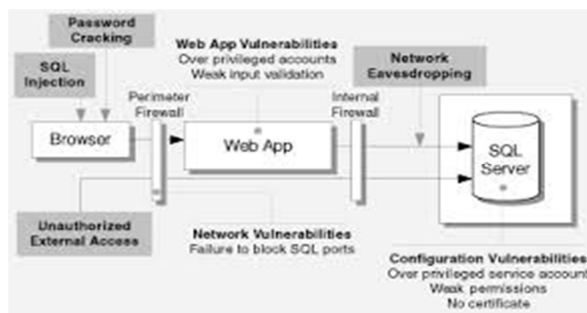 Password
Cracking
SQL
Injection
Web App Vulnerabilities
Over privileged accounts
Weak input validation
Network
Eavesdropping
Perimeter
Firewall
Internal
Firewall
Browser
Web App
SQL
Server
Unauthorized
External Access
Network Vulnerabilities
Failure to block SQL ports
Configuration Vulnerabilities
Over privileged service account
Weak permissions
No certificate